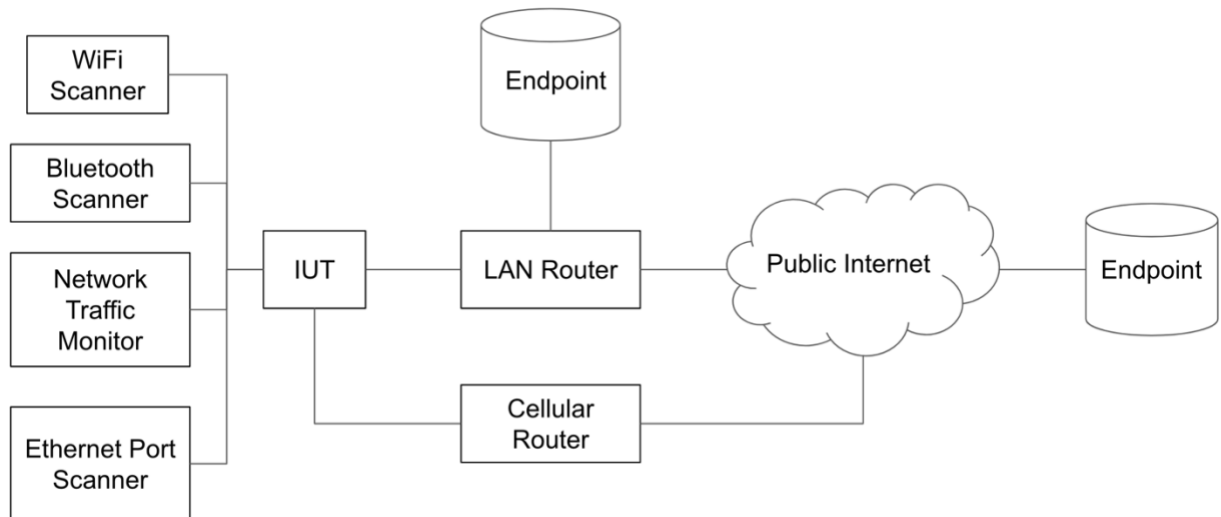 WiFi
Scanner
Bluetooth
Scanner
Network
Traffic
Monitor
Ethernet Port
Scanner
IUT
Endpoint
LAN Router
Cellular
Router
Public Internet
Endpoint